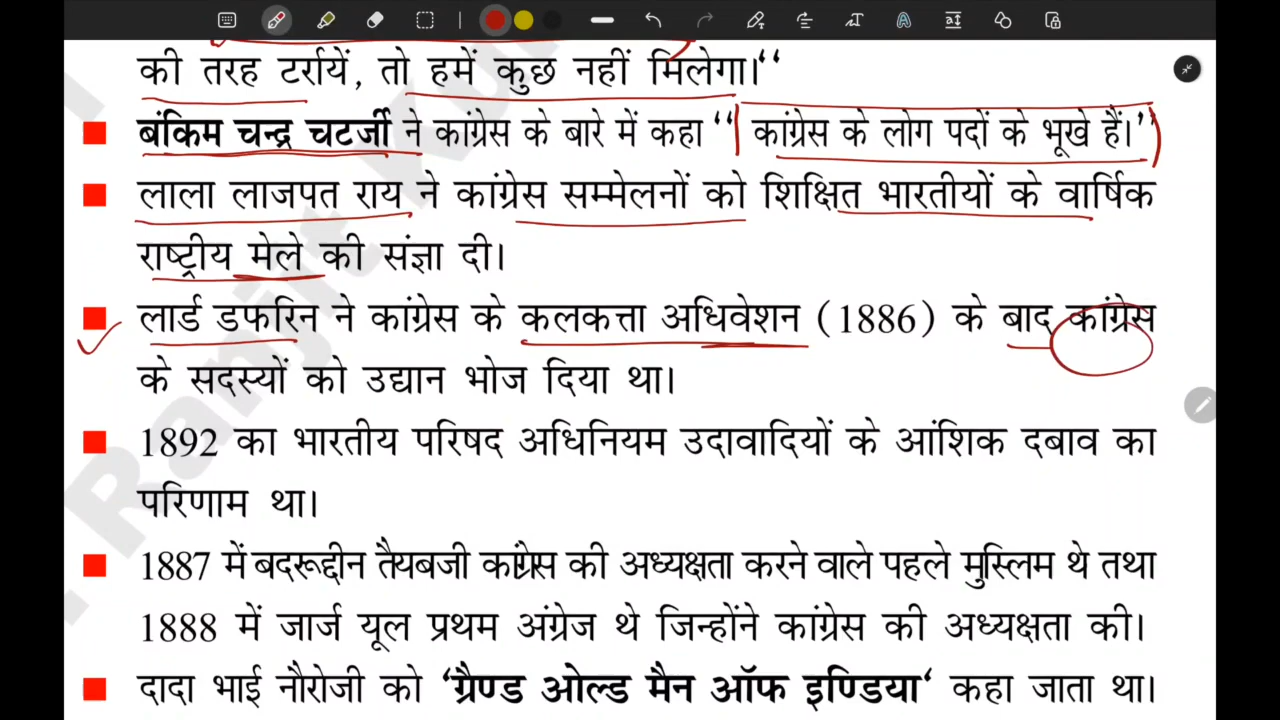 की तरह टर्रायें, तो हमें कुछ नहीं मिलेगा।‘‘
बंकिम चन्द्र चटर्जी ने कांग्रेस के बारे में कहा ‘‘ कांग्रेस के लोग पदों के भूखे हैं।’’
लाला लाजपत राय ने कांग्रेस सम्मेलनों को शिक्षित भारतीयों के वार्षिक
राष्ट्रीय मेले की संज्ञा दी।
लार्ड डफरिन ने कांग्रेस के कलकत्ता अधिवेशन (1886) के बाद कांग्रेस
के सदस्यों को उद्यान भोज दिया था।
1892 का भारतीय परिषद अधिनियम उदावादियों के आंशिक दबाव का
परिणाम था।
1887 में बदरूद्दीन तैयबजी कांग्रेस की अध्यक्षता करने वाले पहले मुस्लिम थे तथा
1888 में जार्ज यूल प्रथम अंग्रेज थे जिन्होंने कांग्रेस की अध्यक्षता की।
दादा भाई नौरोजी को ‘ग्रैण्ड ओल्ड मैन ऑफ इण्डिया‘ कहा जाता था।